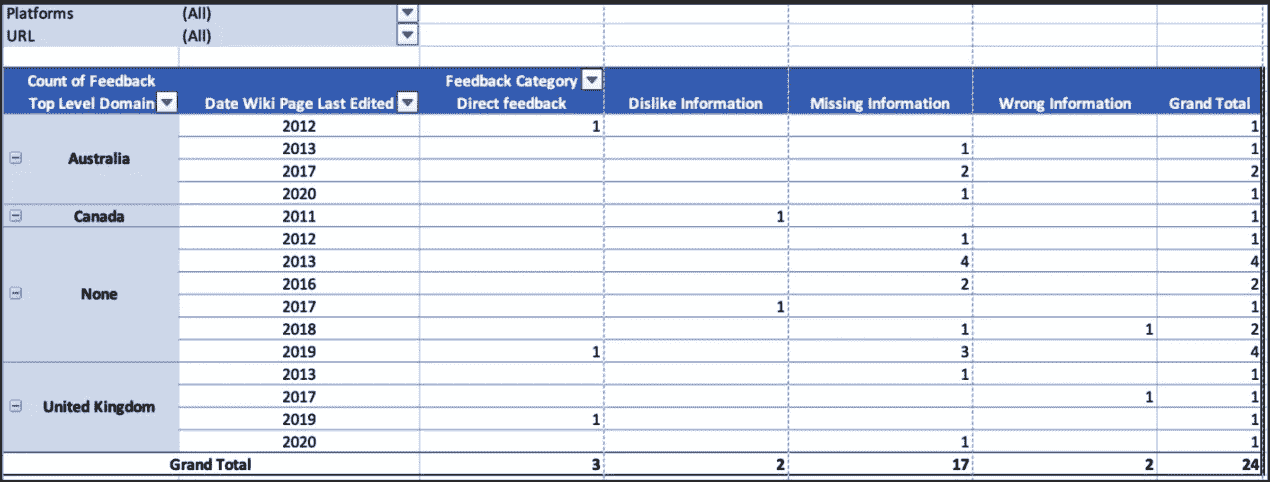 Platforms (All)
URL (All)
Count of Feedback Feedback Category
Top Level Domain Date Wiki Page Last Edited Direct feedback Dislike Information Missing Information Wrong Information Grand Total
Australia 2012 1 1
2013 1 1
2017 2 2
2020 1 1
Canada 2011 1 1
None 2012 1 1
2013 4 4
2016 2 2
2017 1 1
2018 1 1 2
2019 1 3 4
United Kingdom 2013 1 1
2017 1 1
2019 1 1
2020 1 1
Grand Total 3 2 17 2 24